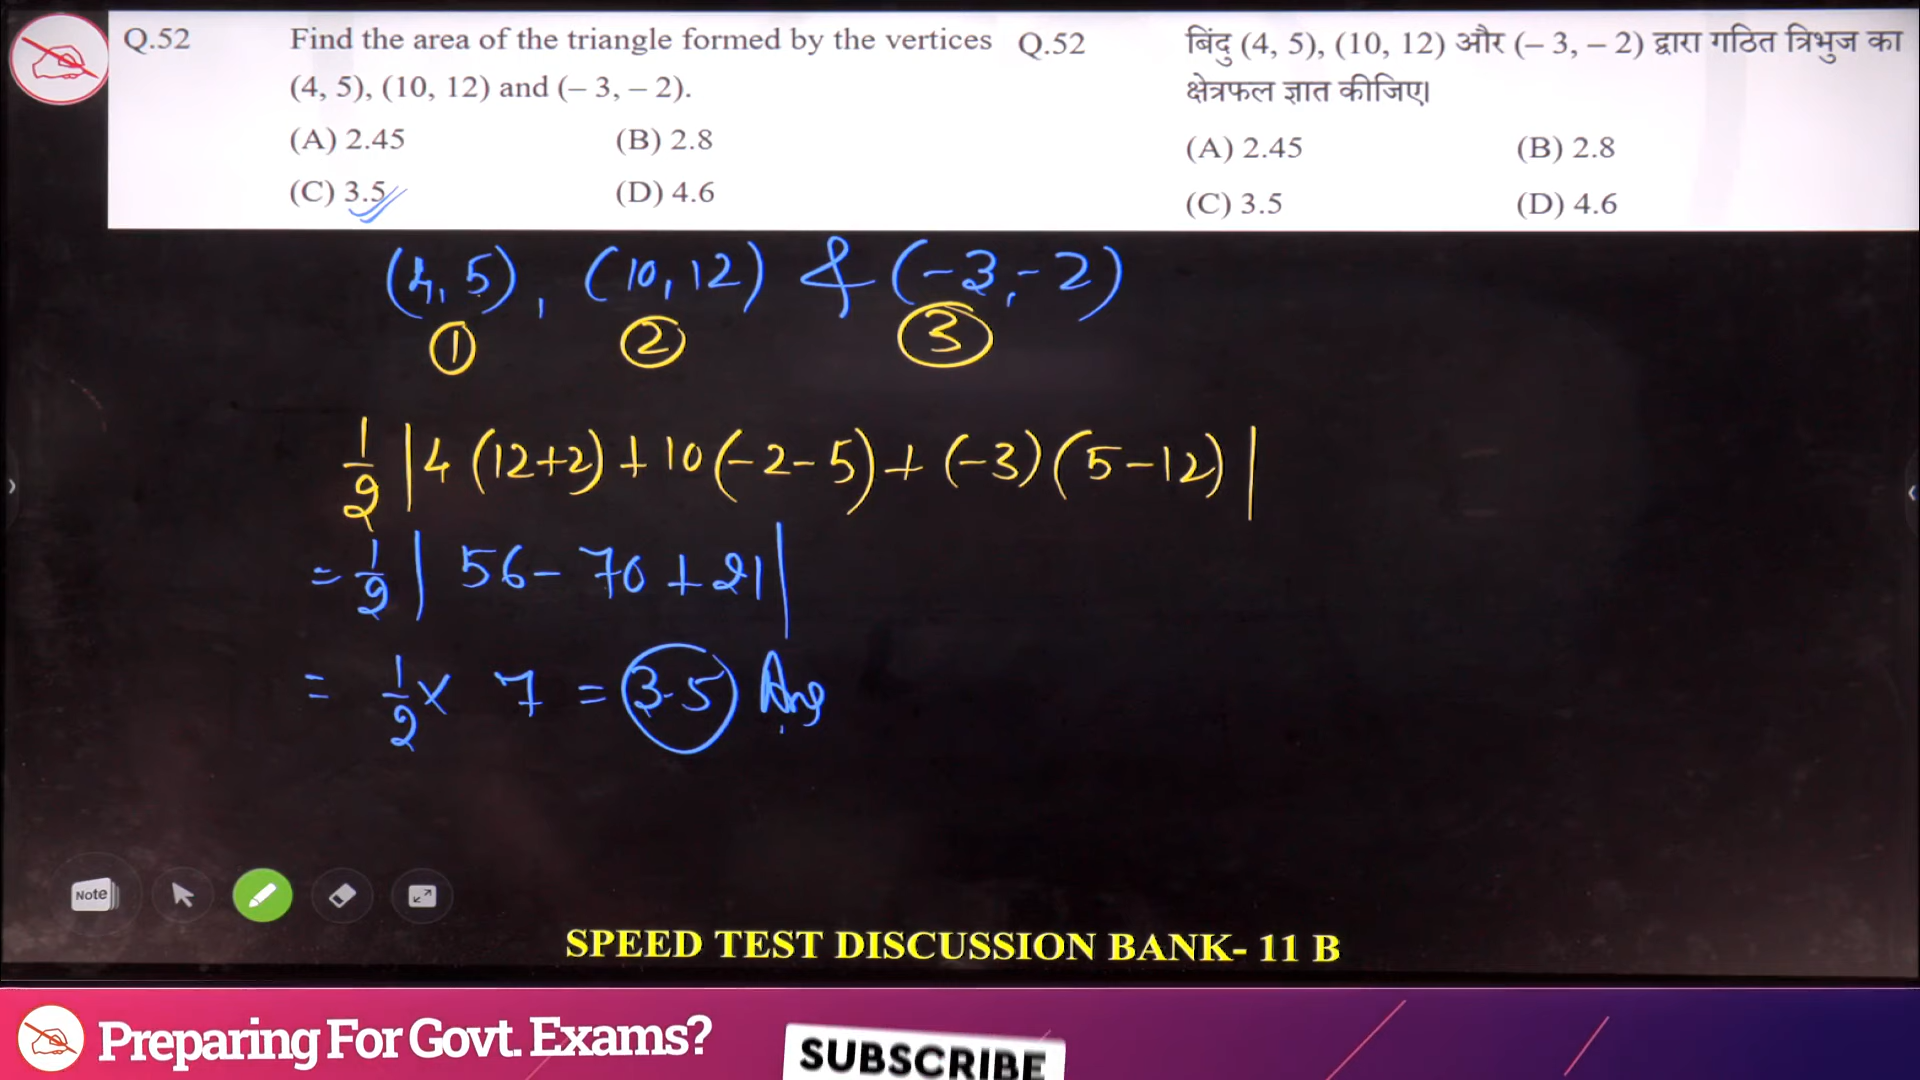 Q.52 Find the area of the triangle formed by the vertices
(4, 5), (10, 12) and (– 3, – 2).
(A) 2.45 (B) 2.8
(C) 3.5 (D) 4.6
Q.52 बिंदु (4, 5), (10, 12) और (– 3, – 2) द्वारा गठित त्रिभुज का
क्षेत्रफल ज्ञात कीजिए।
(A) 2.45 (B) 2.8
(C) 3.5 (D) 4.6
(4, 5), (10, 12) & (-3, -2)
① ② ③
1/2 |4 (12+2) + 10 (-2-5) + (-3) (5-12)|
= 1/2 | 56 - 70 + 21 |
= 1/2 × 7 = 3.5 Ans
Note
SPEED TEST DISCUSSION BANK- 11 B
Preparing For Govt. Exams?
SUBSCRIBE